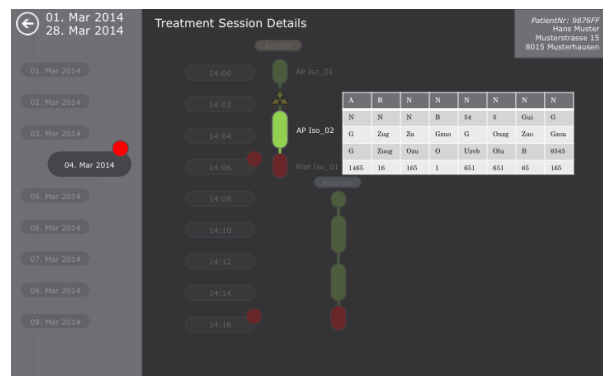 01. Mar 2014
28. Mar 2014
Treatment Session Details
PatientNr: 9876FF
Hans Muster
Musterstrasse 15
8015 Musterhausen
Access
01. Mar 2014
14:00
AP Iso_01
02. Mar 2014
14:02
03. Mar 2014
14:04
AP Iso_02
04. Mar 2014
14:06
Rlat Iso_01
A B N N N N N N
N N N B 54 5 Gui G
G Zug Zu Gzuo G Ouzg Zuo Gzou
G Zuog Ozu O Uzvb Olu B 6545
1465 16 165 1 651 651 65 165
05. Mar 2014
14:08
06. Mar 2014
14:10
07. Mar 2014
14:12
08. Mar 2014
14:14
09. Mar 2014
14:16